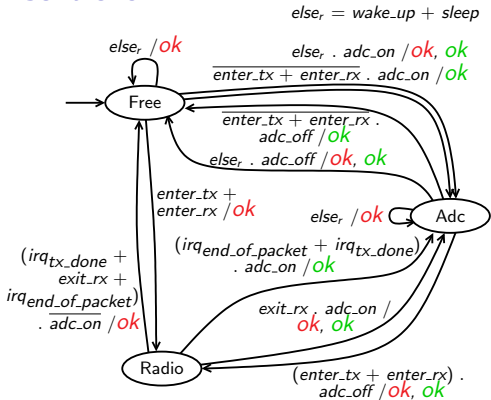 else_r = wake_up + sleep
else_r /ok
else_r . adc_on /ok, ok
enter_tx + enter_rx . adc_on /ok
Free
enter_tx + enter_rx .
adc_off /ok
else_r . adc_off /ok, ok
enter_tx +
enter_rx /ok
else_r /ok
Adc
(irq_tx_done +
exit_rx +
irq_end_of_packet)
. adc_on /ok
(irq_end_of_packet + irq_tx_done)
. adc_on /ok
exit_rx . adc_on /
ok, ok
Radio
(enter_tx + enter_rx) .
adc_off /ok, ok